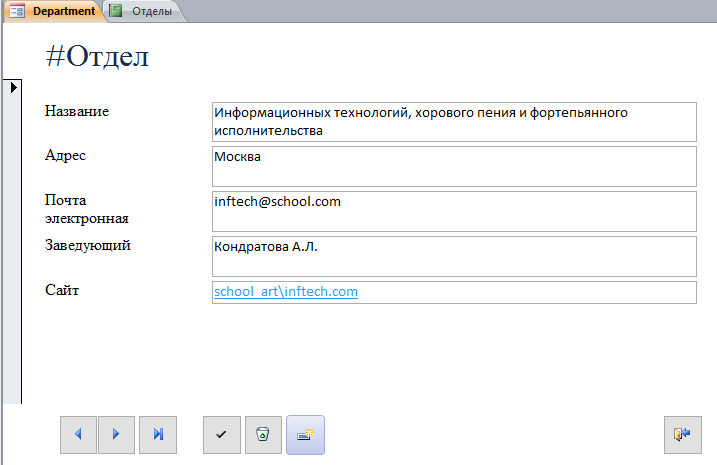 Department
Отделы
#Отдел
Название
Информационных технологий, хорового пения и фортепьянного
исполнительства
Адрес
Москва
Почта
электронная
inftech@school.com
Заведующий
Кондратова А.Л.
Сайт
school_art\inftech.com